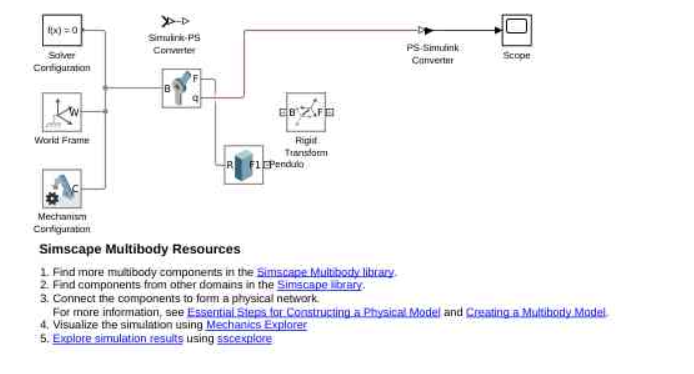 f(x) = 0
Solver
Configuration
Simulink-PS
Converter
PS-Simulink
Converter
Scope
B
F
q
W
World Frame
B
F
Rigid
Transform
R
F1
Pendulo
C
Mechanism
Configuration
Simscape Multibody Resources
1. Find more multibody components in the Simscape Multibody library.
2. Find components from other domains in the Simscape library.
3. Connect the components to form a physical network.
For more information, see Essential Steps for Constructing a Physical Model and Creating a Multibody Model.
4. Visualize the simulation using Mechanics Explorer
5. Explore simulation results using sscexplore